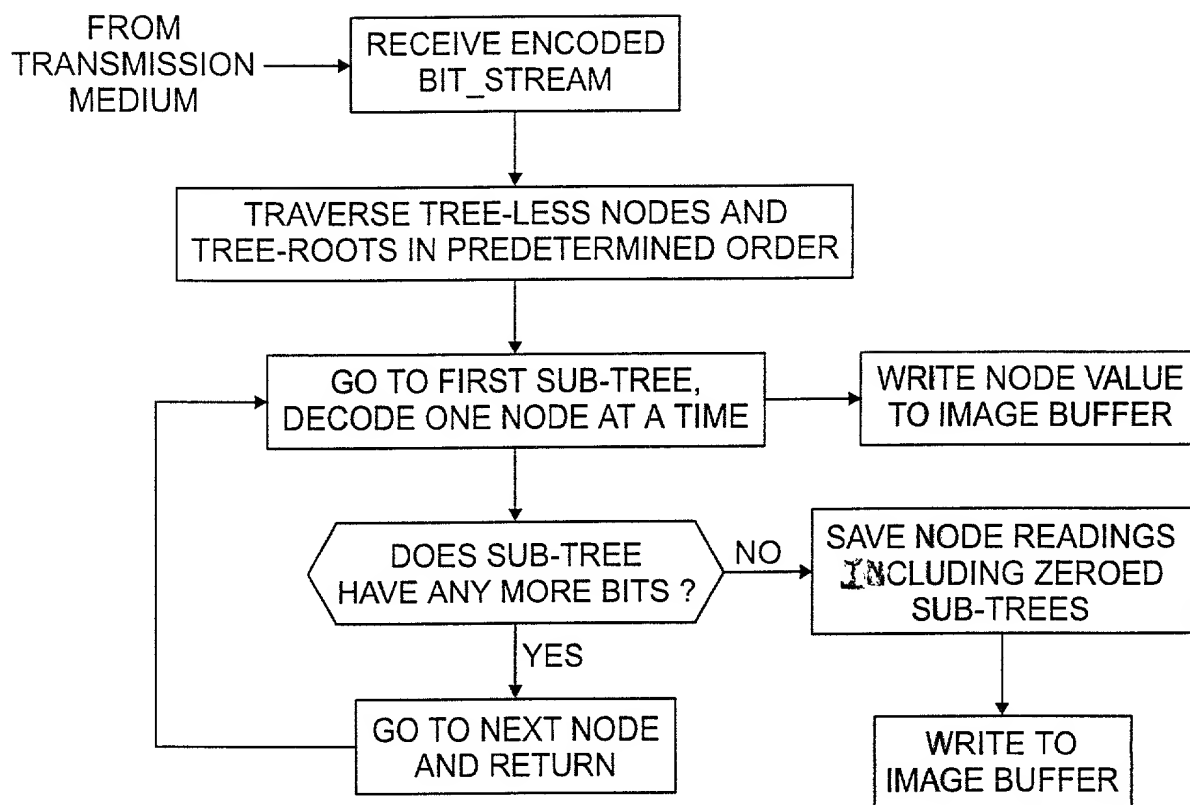 FROM
TRANSMISSION
MEDIUM
RECEIVE ENCODED
BIT_STREAM
TRAVERSE TREE-LESS NODES AND
TREE-ROOTS IN PREDETERMINED ORDER
GO TO FIRST SUB-TREE,
DECODE ONE NODE AT A TIME
WRITE NODE VALUE
TO IMAGE BUFFER
DOES SUB-TREE
HAVE ANY MORE BITS ?
NO
SAVE NODE READINGS
INCLUDING ZEROED
SUB-TREES
YES
GO TO NEXT NODE
AND RETURN
WRITE TO
IMAGE BUFFER